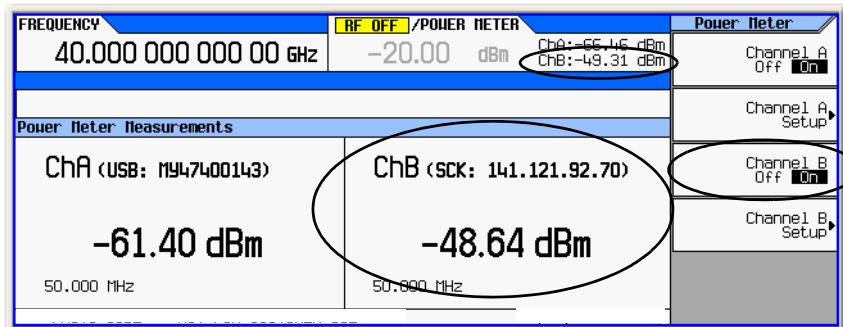 FREQUENCY
40.000 000 000 00 GHz
RF OFF /POWER METER
-20.00 dBm
ChA:-66.46 dBm
ChB:-49.31 dBm
Power Meter Measurements
ChA (USB: MY47400143)
-61.40 dBm
50.000 MHz
ChB (SCK: 141.121.92.70)
-48.64 dBm
50.000 MHz
Power Meter
Channel A
Off On
Channel A
Setup
Channel B
Off On
Channel B
Setup